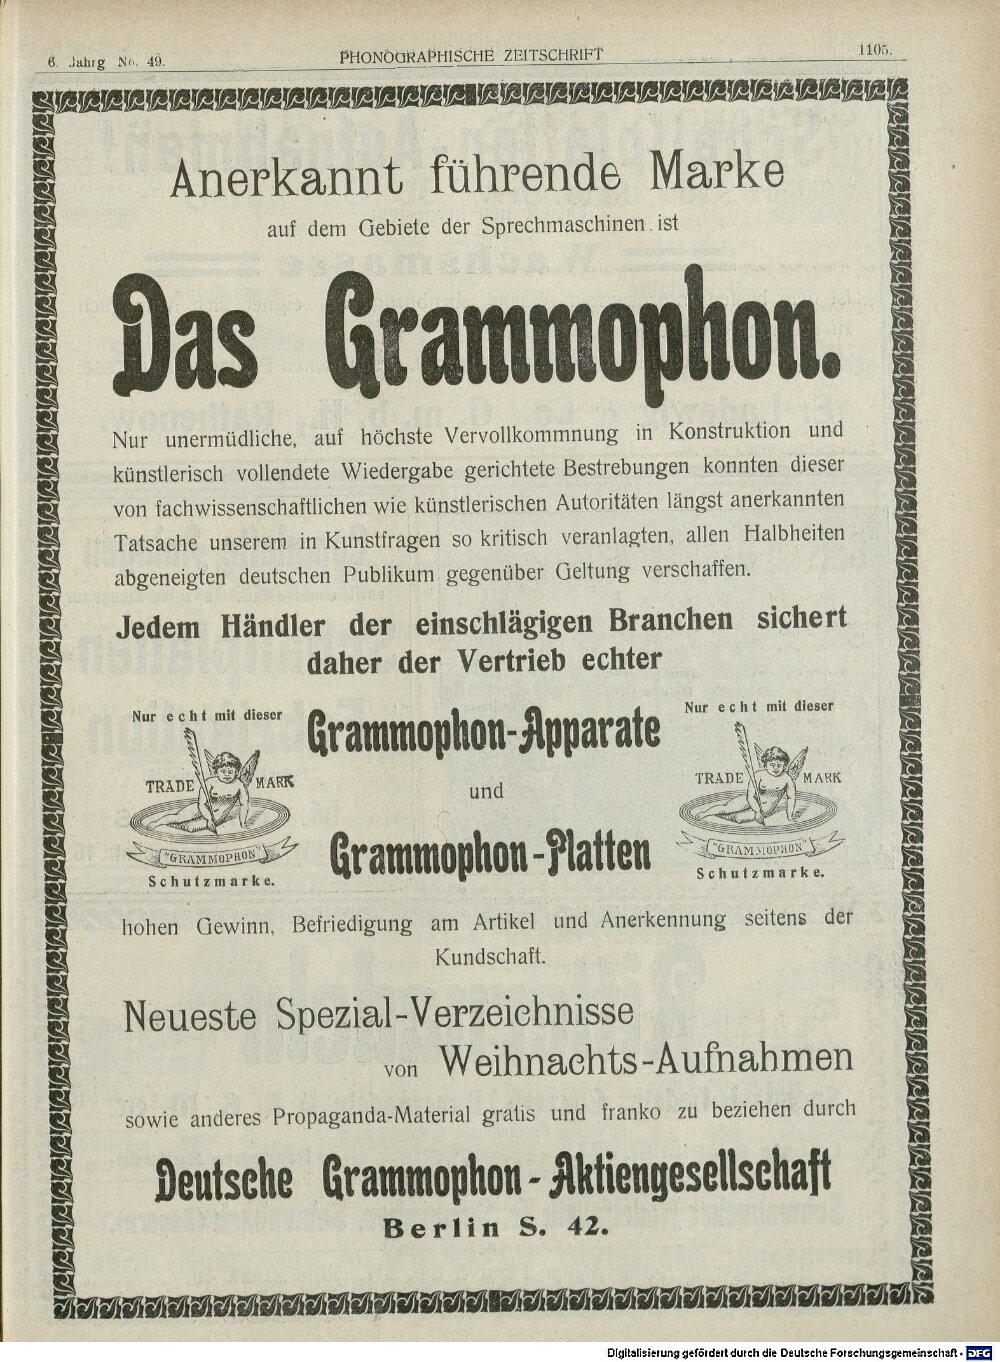 6. Jahrg No. 49.
PHONOGRAPHISCHE ZEITSCHRIFT
1105.
Anerkannt führende Marke
auf dem Gebiete der Sprechmaschinen ist
Das Grammophon.
Nur unermüdliche, auf höchste Vervollkommnung in Konstruktion und
künstlerisch vollendete Wiedergabe gerichtete Bestrebungen konnten dieser
von fachwissenschaftlichen wie künstlerischen Autoritäten längst anerkannten
Tatsache unserem in Kunstfragen so kritisch veranlagten, allen Halbheiten
abgeneigten deutschen Publikum gegenüber Geltung verschaffen.
Jedem Händler der einschlägigen Branchen sichert
daher der Vertrieb echter
Nur echt mit dieser
TRADE MARK
"GRAMMOPHON"
Schutzmarke.
Grammophon-Apparate
und
Grammophon-Platten
Nur echt mit dieser
TRADE MARK
"GRAMMOPHON"
Schutzmarke.
hohen Gewinn, Befriedigung am Artikel und Anerkennung seitens der
Kundschaft.
Neueste Spezial-Verzeichnisse
von Weihnachts-Aufnahmen
sowie anderes Propaganda-Material gratis und franko zu beziehen durch
Deutsche Grammophon-Aktiengesellschaft
Berlin S. 42.
Digitalisierung gefördert durch die Deutsche Forschungsgemeinschaft - DFG